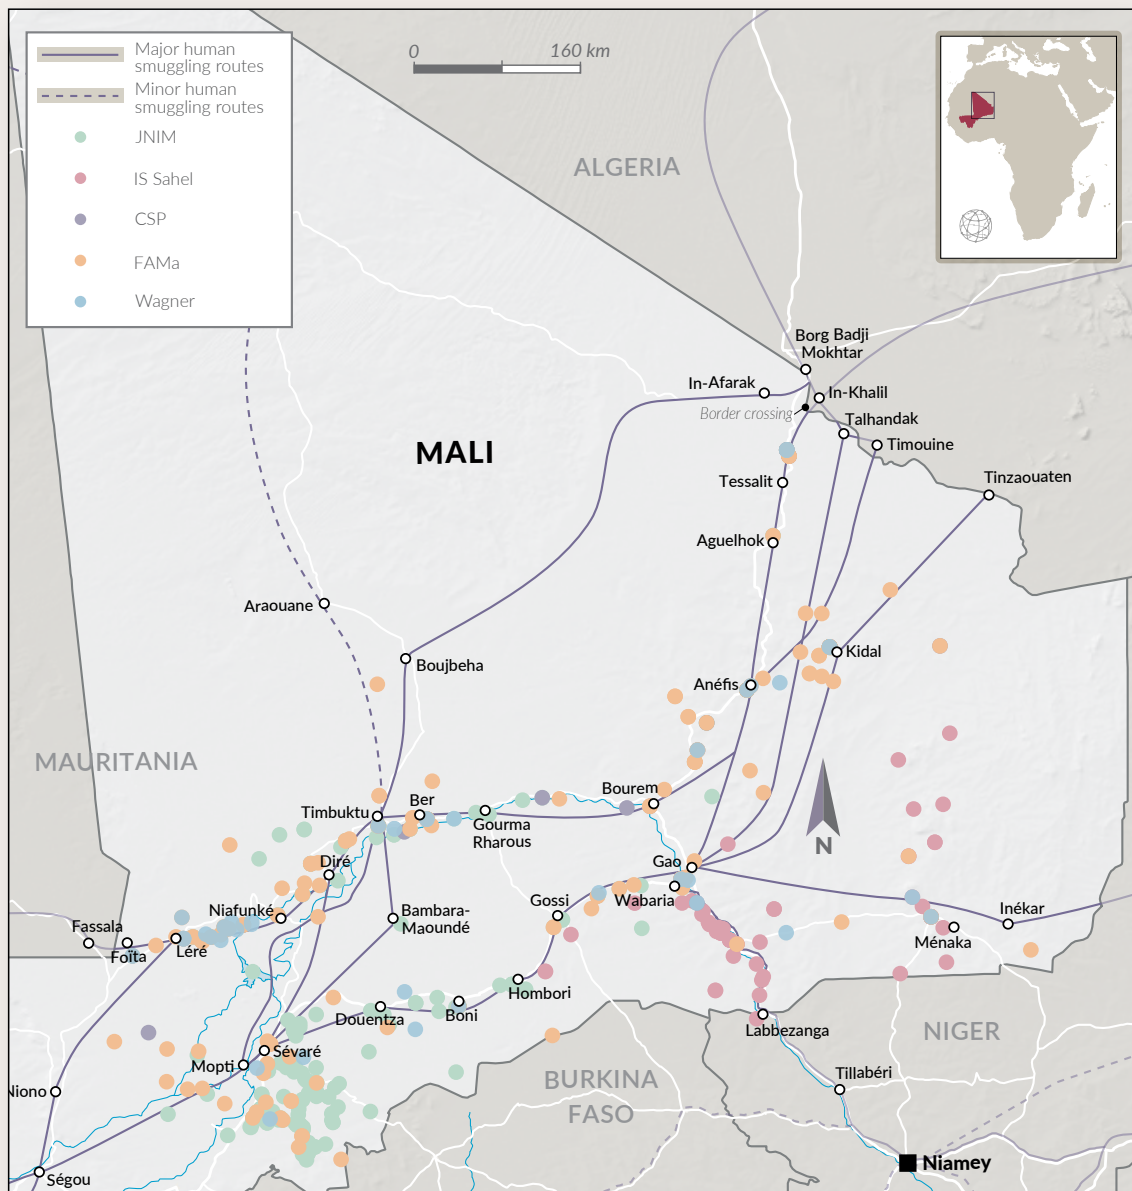 Major human
smuggling routes
Minor human
smuggling routes
JNIM
IS Sahel
CSP
FAMa
Wagner
0 160 km
ALGERIA
Borg Badji
Mokhtar
In-Afarak
In-Khalil
Border crossing
Talhandak
Timouine
MALI
Tessalit
Tinzaouaten
Aguelhok
Araouane
Boujbeha
Kidal
Anéfis
MAURITANIA
Bourem
Ber
Timbuktu
Gourma
Rharous
N
Diré
Gao
Wabaria
Gossi
Niafunké
Bambara-
Maoundé
Inékar
Fassala
Foïta
Léré
Ménaka
Hombori
Douentza
Boni
Labbezanga
NIGER
Sévaré
Mopti
Tillabéri
BURKINA
FASO
Niono
Niamey
Ségou